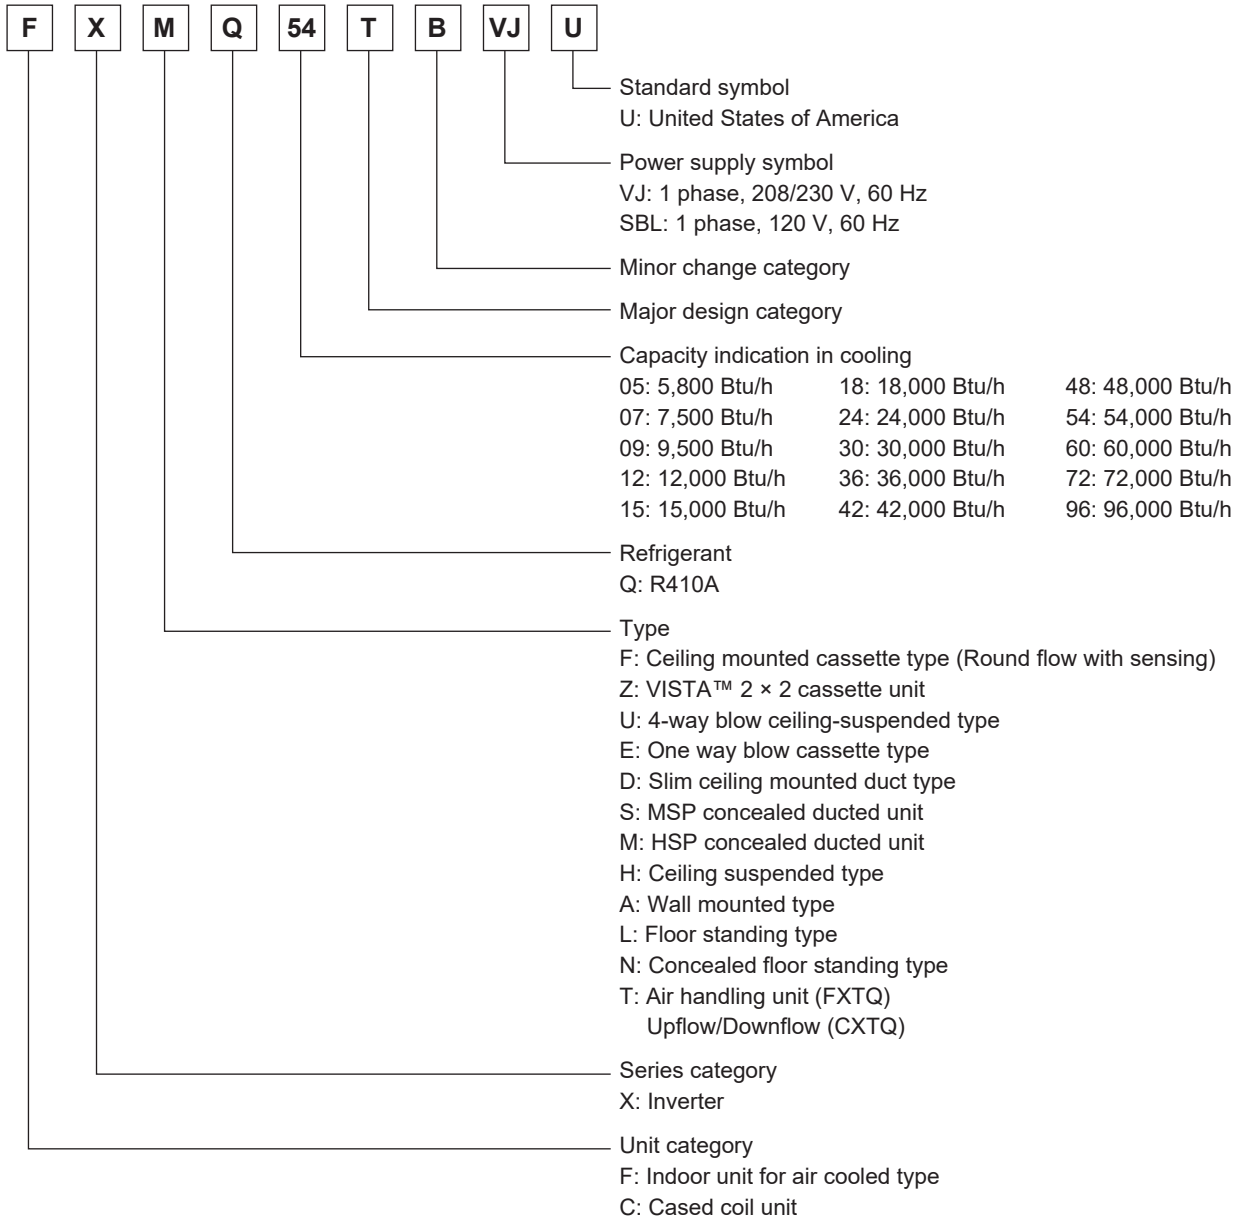 F X M Q 54 T B VJ U
Standard symbol
U: United States of America
Power supply symbol
VJ: 1 phase, 208/230 V, 60 Hz
SBL: 1 phase, 120 V, 60 Hz
Minor change category
Major design category
Capacity indication in cooling
05: 5,800 Btu/h 18: 18,000 Btu/h 48: 48,000 Btu/h
07: 7,500 Btu/h 24: 24,000 Btu/h 54: 54,000 Btu/h
09: 9,500 Btu/h 30: 30,000 Btu/h 60: 60,000 Btu/h
12: 12,000 Btu/h 36: 36,000 Btu/h 72: 72,000 Btu/h
15: 15,000 Btu/h 42: 42,000 Btu/h 96: 96,000 Btu/h
Refrigerant
Q: R410A
Type
F: Ceiling mounted cassette type (Round flow with sensing)
Z: VISTA™ 2 × 2 cassette unit
U: 4-way blow ceiling-suspended type
E: One way blow cassette type
D: Slim ceiling mounted duct type
S: MSP concealed ducted unit
M: HSP concealed ducted unit
H: Ceiling suspended type
A: Wall mounted type
L: Floor standing type
N: Concealed floor standing type
T: Air handling unit (FXTQ)
Upflow/Downflow (CXTQ)
Series category
X: Inverter
Unit category
F: Indoor unit for air cooled type
C: Cased coil unit